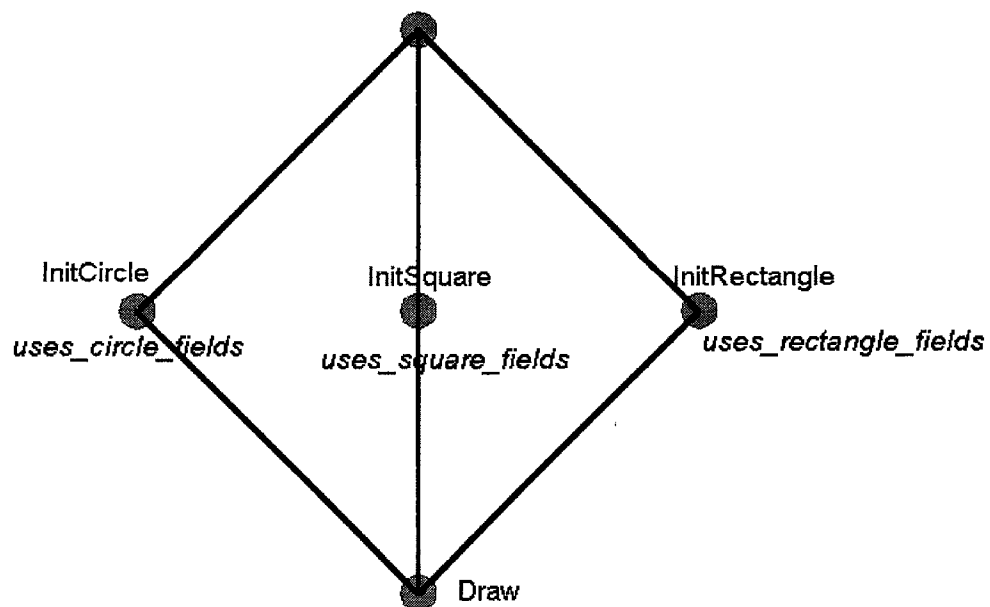 InitCircle
InitSquare
InitRectangle
uses_circle_fields
uses_square_fields
uses_rectangle_fields
Draw